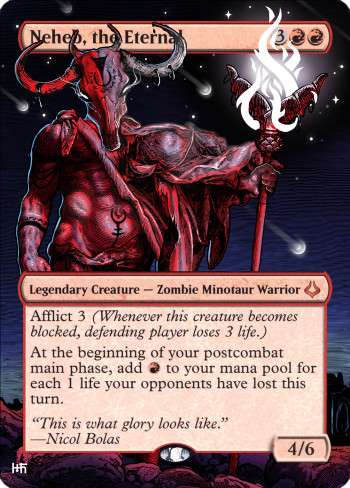 Neheb, the Eternal 3
Legendary Creature — Zombie Minotaur Warrior
Afflict 3 (Whenever this creature becomes
blocked, defending player loses 3 life.)
At the beginning of your postcombat
main phase, add to your mana pool for
each 1 life your opponents have lost this
turn.
“This is what glory looks like.”
—Nicol Bolas
4/6